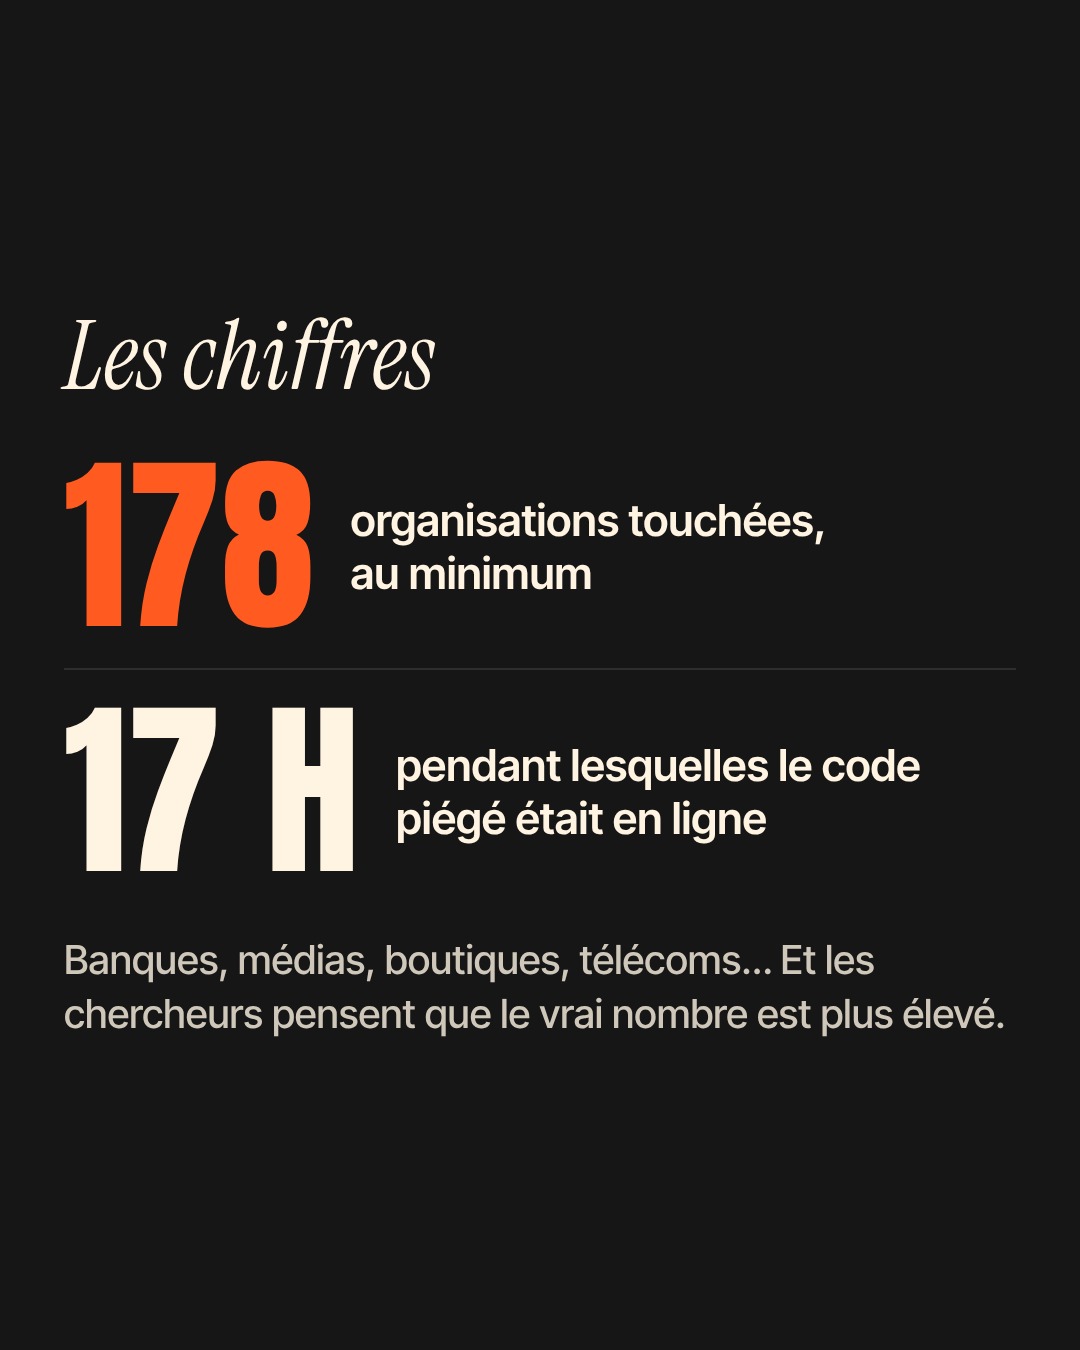 Les chiffres
178
organisations touchées,
au minimum
17 H
pendant lesquelles le code
piégé était en ligne
Banques, médias, boutiques, télécoms… Et les
chercheurs pensent que le vrai nombre est plus élevé.